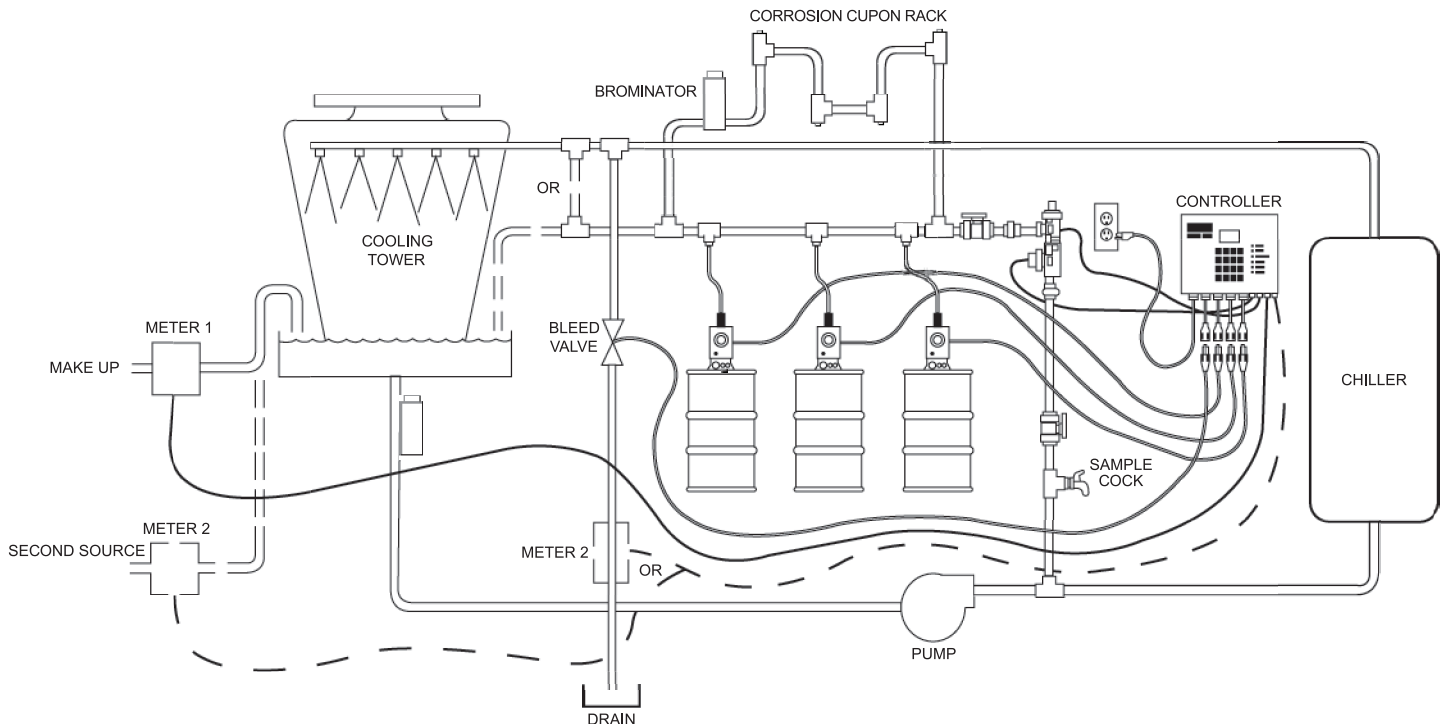 CORROSION CUPON RACK
BROMINATOR
OR
CONTROLLER
COOLING
TOWER
METER 1
BLEED
VALVE
MAKE UP
CHILLER
SAMPLE
COCK
METER 2
SECOND SOURCE
METER 2
OR
PUMP
DRAIN